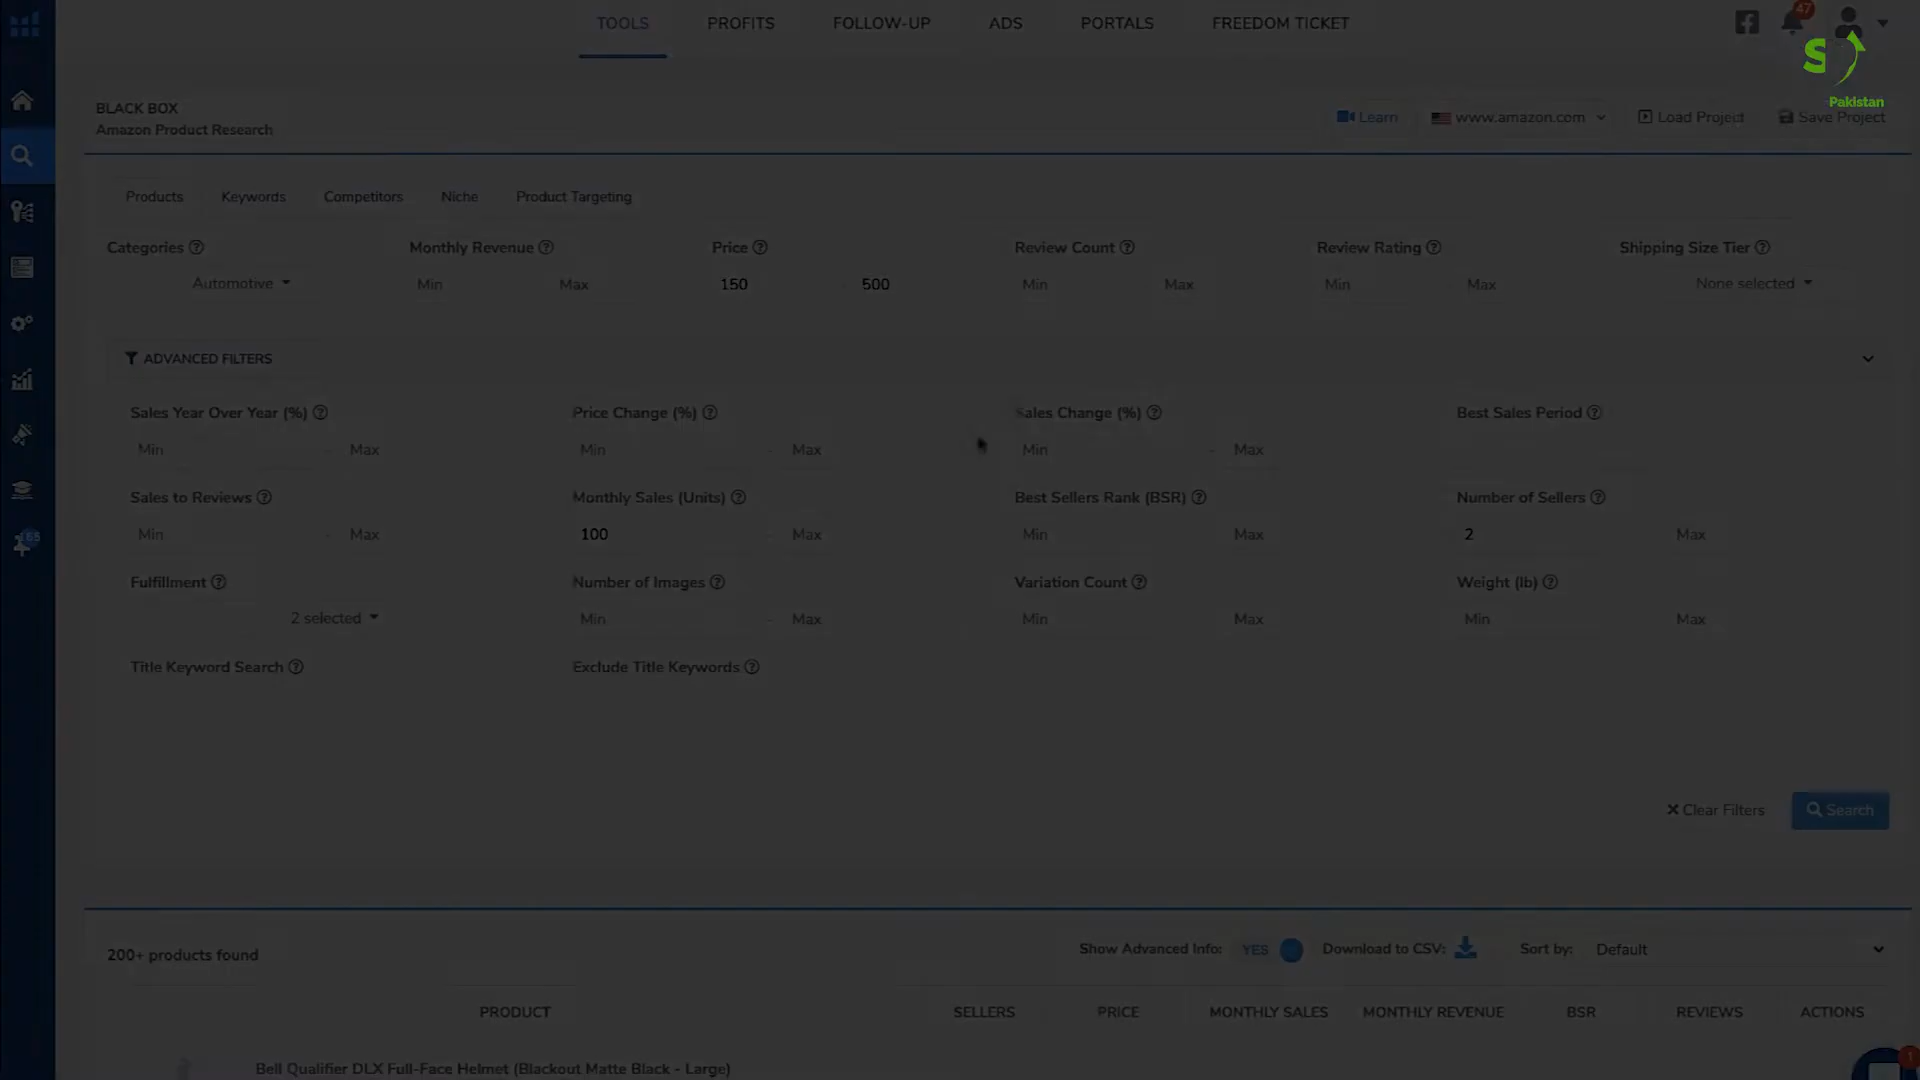 TOOLS PROFITS FOLLOW-UP ADS PORTALS FREEDOM TICKET 47
S
Pakistan
BLACK BOX
Amazon Product Research
Learn www.amazon.com Load Project Save Project
Products Keywords Competitors Niche Product Targeting
Categories Monthly Revenue Price Review Count Review Rating Shipping Size Tier
Automotive Min Max 150 - 500 Min Max Min Max None selected
ADVANCED FILTERS
Sales Year Over Year (%) Price Change (%) Sales Change (%) Best Sales Period
Min - Max Min - Max Min - Max
Sales to Reviews Monthly Sales (Units) Best Sellers Rank (BSR) Number of Sellers
Min - Max 100 - Max Min Max 2 Max
165
Fulfillment Number of Images Variation Count Weight (lb)
2 selected Min - Max Min Max Min Max
Title Keyword Search Exclude Title Keywords
Clear Filters Search
200+ products found Show Advanced Info: YES Download to CSV: Sort by: Default
PRODUCT SELLERS PRICE MONTHLY SALES MONTHLY REVENUE BSR REVIEWS ACTIONS
Bell Qualifier DLX Full-Face Helmet (Blackout Matte Black - Large)
1